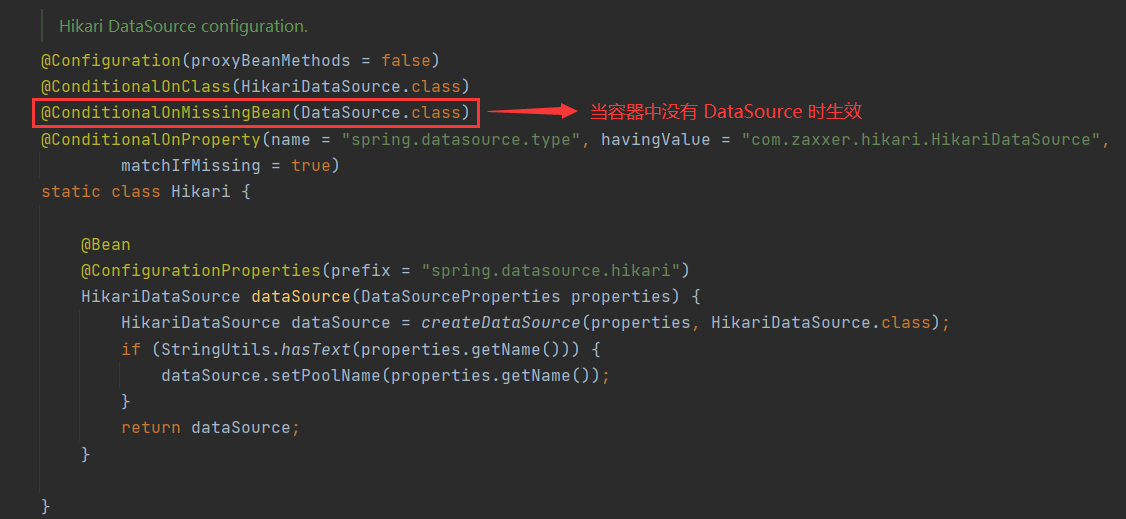 Hikari DataSource configuration.
@Configuration(proxyBeanMethods = false)
@ConditionalOnClass(HikariDataSource.class)
@ConditionalOnMissingBean(DataSource.class) 当容器中没有 DataSource 时生效
@ConditionalOnProperty(name = "spring.datasource.type", havingValue = "com.zaxxer.hikari.HikariDataSource",
        matchIfMissing = true)
static class Hikari {
    @Bean
    @ConfigurationProperties(prefix = "spring.datasource.hikari")
    HikariDataSource dataSource(DataSourceProperties properties) {
        HikariDataSource dataSource = createDataSource(properties, HikariDataSource.class);
        if (StringUtils.hasText(properties.getName())) {
            dataSource.setPoolName(properties.getName());
        }
        return dataSource;
    }
}